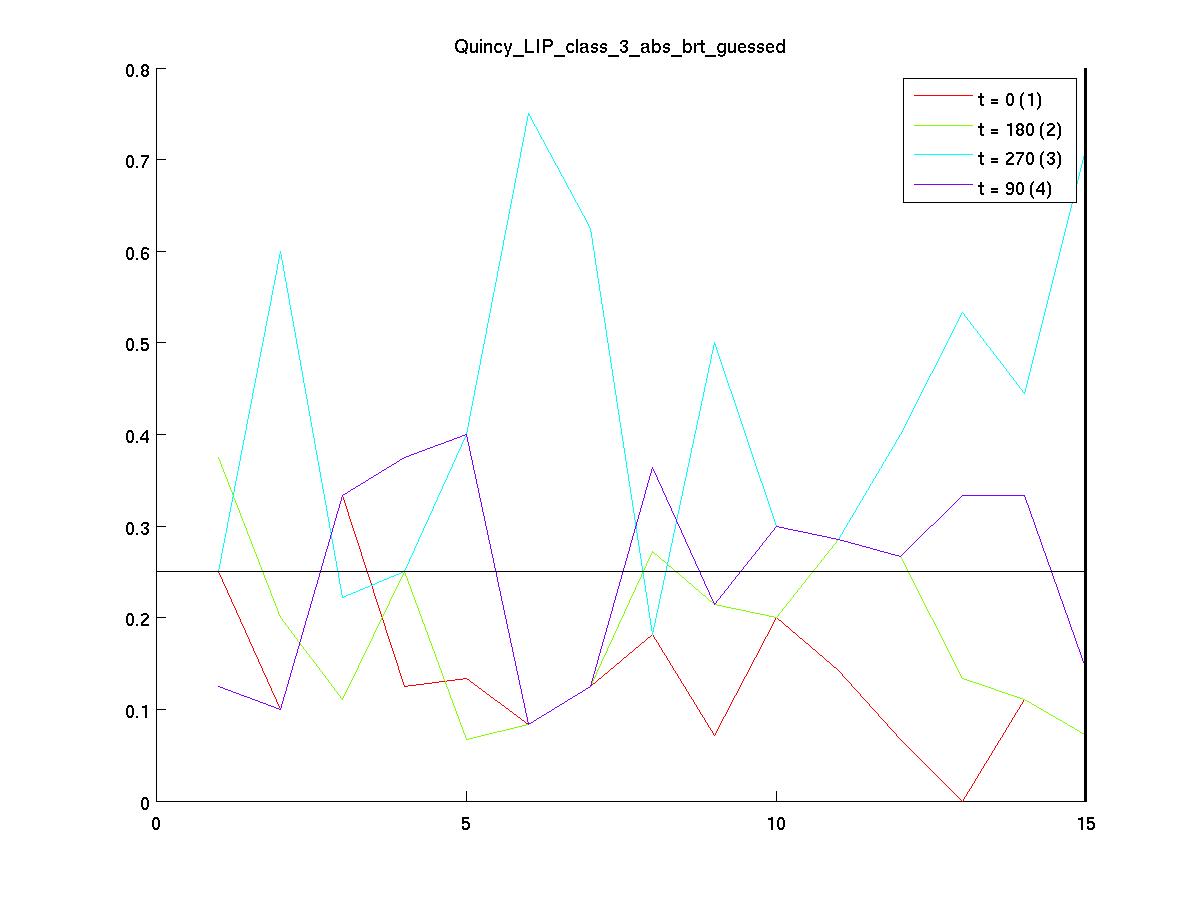 Quincy_LIP_class_3_abs_brt_guessed
0.8
0.7
0.6
0.5
0.4
0.3
0.2
0.1
0
t = 0 (1)
t = 180 (2)
t = 270 (3)
t = 90 (4)
0 5 10 15